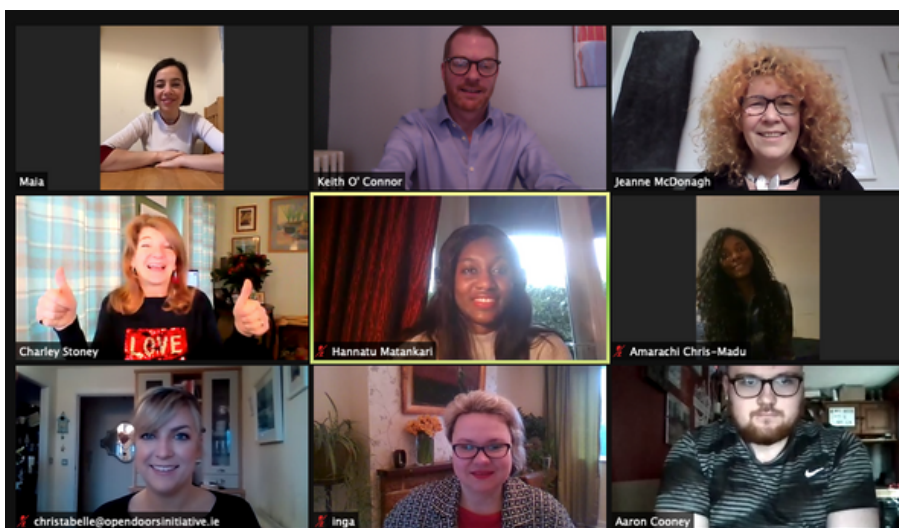 Maia
Keith O' Connor
Jeanne McDonagh
Charley Stoney
LOVE
Hannatu Matankari
Amarachi Chris-Madu
christabelle@opendoorsinitiative.ie
inga
Aaron Cooney